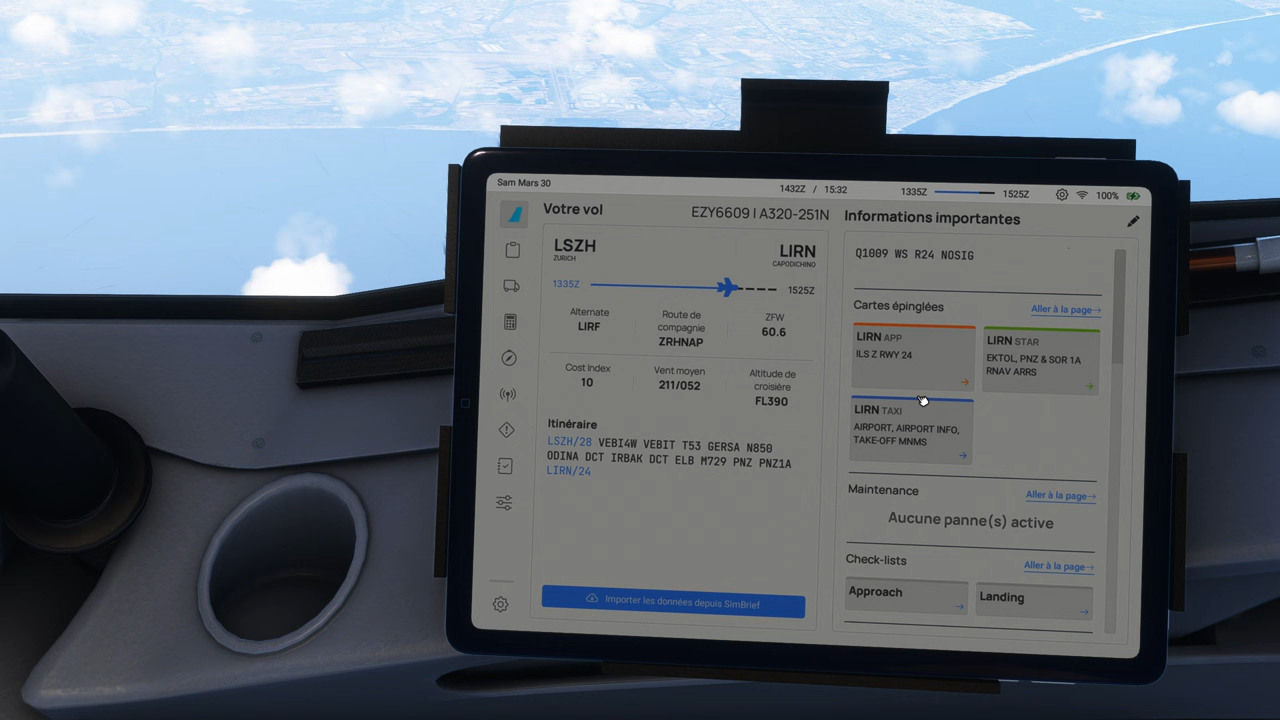 Sam Mars 30
1432Z / 15:32
1335Z 1525Z
100%
Votre vol
EZY6609 | A320-251N
LSZH
ZURICH
LIRN
CAPODICHINO
1335Z
1525Z
Alternate
LIRF
Route de
compagnie
ZRHNAP
ZFW
60.6
Cost Index
10
Vent moyen
211/052
Altitude de
croisière
FL390
Itinéraire
LSZH/28 VEBI4W VEBIT T53 GERSA N850
ODINA DCT IRBAK DCT ELB M729 PNZ PNZ1A
LIRN/24
Importer les données depuis SimBrief
Informations importantes
Q1009 WS R24 NOSIG
Cartes épinglées
Aller à la page→
LIRN APP
ILS Z RWY 24
→
LIRN STAR
EKTOL, PNZ & SOR 1A
RNAV ARRS
→
LIRN TAXI
AIRPORT, AIRPORT INFO,
TAKE-OFF MNMS
→
Maintenance
Aller à la page→
Aucune panne(s) active
Check-lists
Aller à la page→
Approach
→
Landing
→